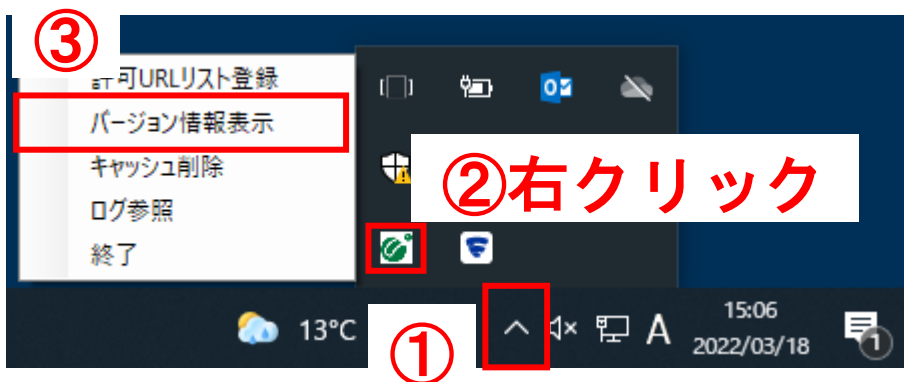 ③
許可URLリスト登録
バージョン情報表示
キャッシュ削除
ログ参照
終了
②右クリック
①
13°C
A
15:06
2022/03/18
1